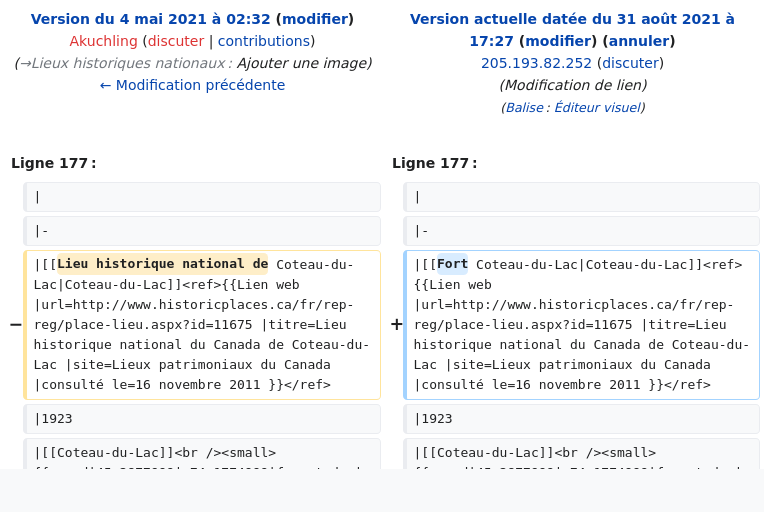 Version du 4 mai 2021 à 02:32 (modifier)
Akuchling (discuter | contributions)
(→Lieux historiques nationaux : Ajouter une image)
← Modification précédente
Version actuelle datée du 31 août 2021 à
17:27 (modifier) (annuler)
205.193.82.252 (discuter)
(Modification de lien)
(Balise : Éditeur visuel)
Ligne 177 :
|
|-
−
|[[Lieu historique national de Coteau-du-
Lac|Coteau-du-Lac]]<ref>{{Lien web
|url=http://www.historicplaces.ca/fr/rep-
reg/place-lieu.aspx?id=11675 |titre=Lieu
historique national du Canada de Coteau-du-
Lac |site=Lieux patrimoniaux du Canada
|consulté le=16 novembre 2011 }}</ref>
|1923
|[[Coteau-du-Lac]]<br /><small>
Ligne 177 :
|
|-
+
|[[Fort Coteau-du-Lac|Coteau-du-Lac]]<ref>
{{Lien web
|url=http://www.historicplaces.ca/fr/rep-
reg/place-lieu.aspx?id=11675 |titre=Lieu
historique national du Canada de Coteau-du-
Lac |site=Lieux patrimoniaux du Canada
|consulté le=16 novembre 2011 }}</ref>
|1923
|[[Coteau-du-Lac]]<br /><small>